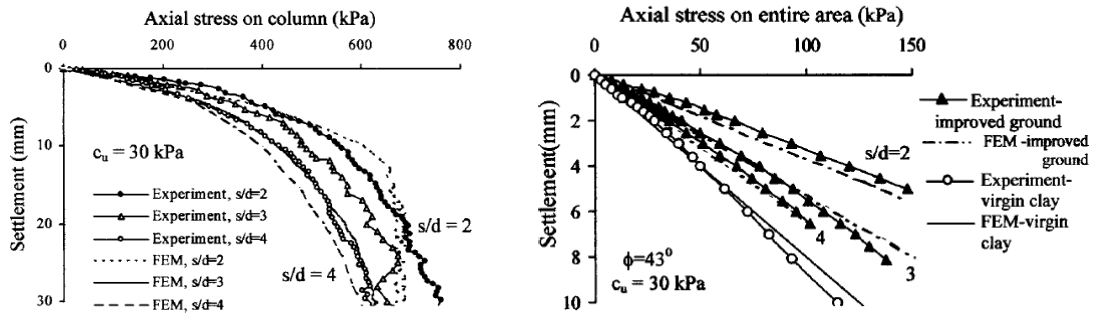 Axial stress on column (kPa)
0 200 400 600 800
Settlement (mm)
0
10
20
30
c_u = 30 kPa
Experiment, s/d=2
Experiment, s/d=3
Experiment, s/d=4
FEM, s/d=2
FEM, s/d=3
FEM, s/d=4
s/d = 2
s/d = 4
Axial stress on entire area (kPa)
0 50 100 150
Settlement(mm)
0
2
4
6
8
10
s/d=2
4
3
ϕ=43⁰
c_u = 30 kPa
Experiment-
improved ground
FEM -improved
ground
Experiment-
virgin clay
FEM-virgin
clay